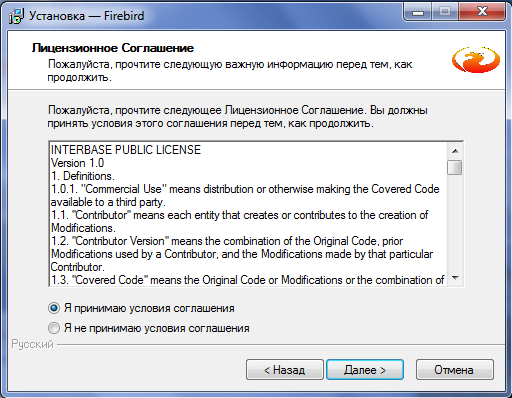 Установка — Firebird
Лицензионное Соглашение
Пожалуйста, прочтите следующую важную информацию перед тем, как
продолжить.
Пожалуйста, прочтите следующее Лицензионное Соглашение. Вы должны
принять условия этого соглашения перед тем, как продолжить.
INTERBASE PUBLIC LICENSE
Version 1.0
1. Definitions.
1.0.1. "Commercial Use" means distribution or otherwise making the Covered Code
available to a third party.
1.1. "Contributor" means each entity that creates or contributes to the creation of
Modifications.
1.2. "Contributor Version" means the combination of the Original Code, prior
Modifications used by a Contributor, and the Modifications made by that particular
Contributor.
1.3. "Covered Code" means the Original Code or Modifications or the combination of
Я принимаю условия соглашения
Я не принимаю условия соглашения
Русский
< Назад
Далее >
Отмена